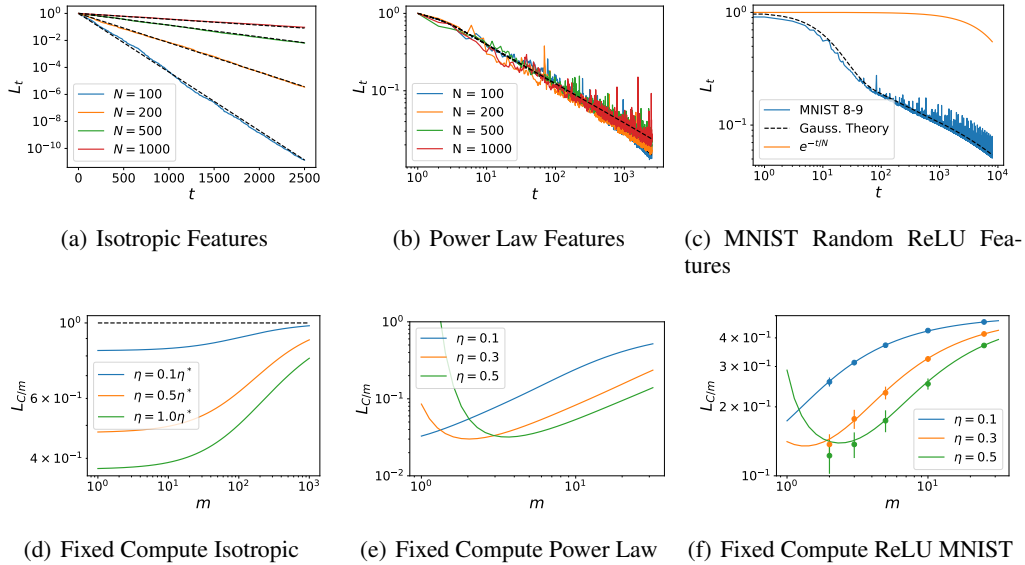 10^0
10^-2
10^-4
10^-6
10^-8
10^-10
L_t
N = 100
N = 200
N = 500
N = 1000
0 500 1000 1500 2000 2500
t
(a) Isotropic Features
10^0
10^-1
L_t
N = 100
N = 200
N = 500
N = 1000
10^0 10^1 10^2 10^3
t
(b) Power Law Features
10^0
10^-1
L_t
MNIST 8-9
Gauss. Theory
e^{-t/N}
10^0 10^1 10^2 10^3 10^4
t
(c) MNIST Random ReLU Fea-
tures
10^0
6 × 10^-1
4 × 10^-1
L_{C/m}
η = 0.1η*
η = 0.5η*
η = 1.0η*
10^0 10^1 10^2 10^3
m
(d) Fixed Compute Isotropic
10^0
10^-1
10^-2
L_{C/m}
η = 0.1
η = 0.3
η = 0.5
10^0 10^1
m
(e) Fixed Compute Power Law
4 × 10^-1
3 × 10^-1
2 × 10^-1
10^-1
L_{C/m}
η = 0.1
η = 0.3
η = 0.5
10^0 10^1
m
(f) Fixed Compute ReLU MNIST